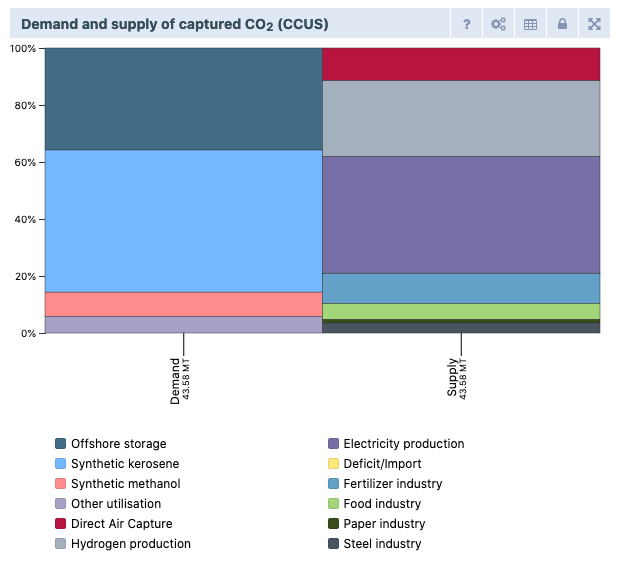 Demand and supply of captured CO₂ (CCUS)
?
100%
80%
60%
40%
20%
0%
Demand
43.58 MT
Supply
43.58 MT
Offshore storage
Synthetic kerosene
Synthetic methanol
Other utilisation
Direct Air Capture
Hydrogen production
Electricity production
Deficit/Import
Fertilizer industry
Food industry
Paper industry
Steel industry